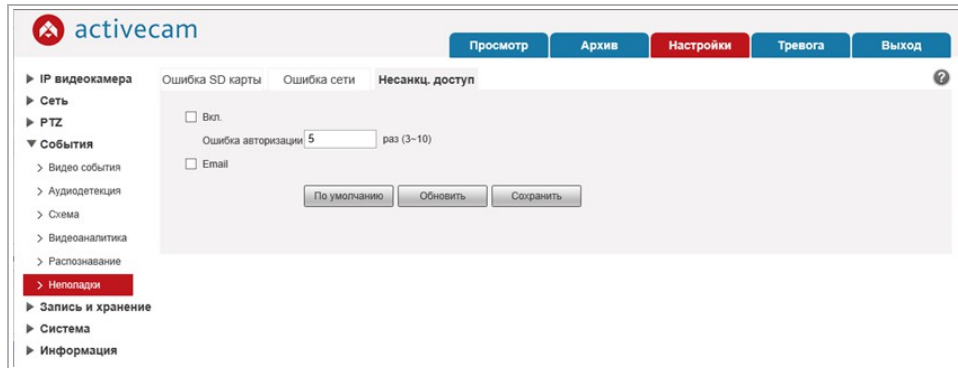 activecam
Просмотр
Архив
Настройки
Тревога
Выход
IP видеокамера
Сеть
PTZ
События
Видео события
Аудиодетекция
Схема
Видеоаналитика
Распознавание
Неполадки
Запись и хранение
Система
Информация
Ошибка SD карты
Ошибка сети
Несанкц. доступ
Вкл.
Ошибка авторизации 5 раз (3~10)
Email
По умолчанию
Обновить
Сохранить